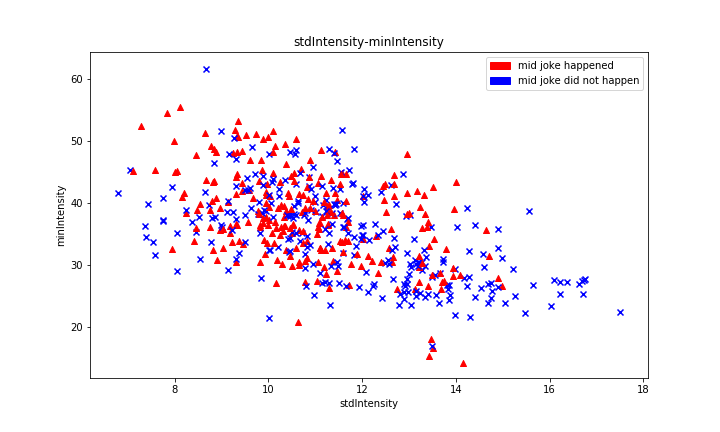 stdIntensity-minIntensity
mid joke happened
mid joke did not happen
60
50
40
30
20
minIntensity
8 10 12 14 16 18
stdIntensity